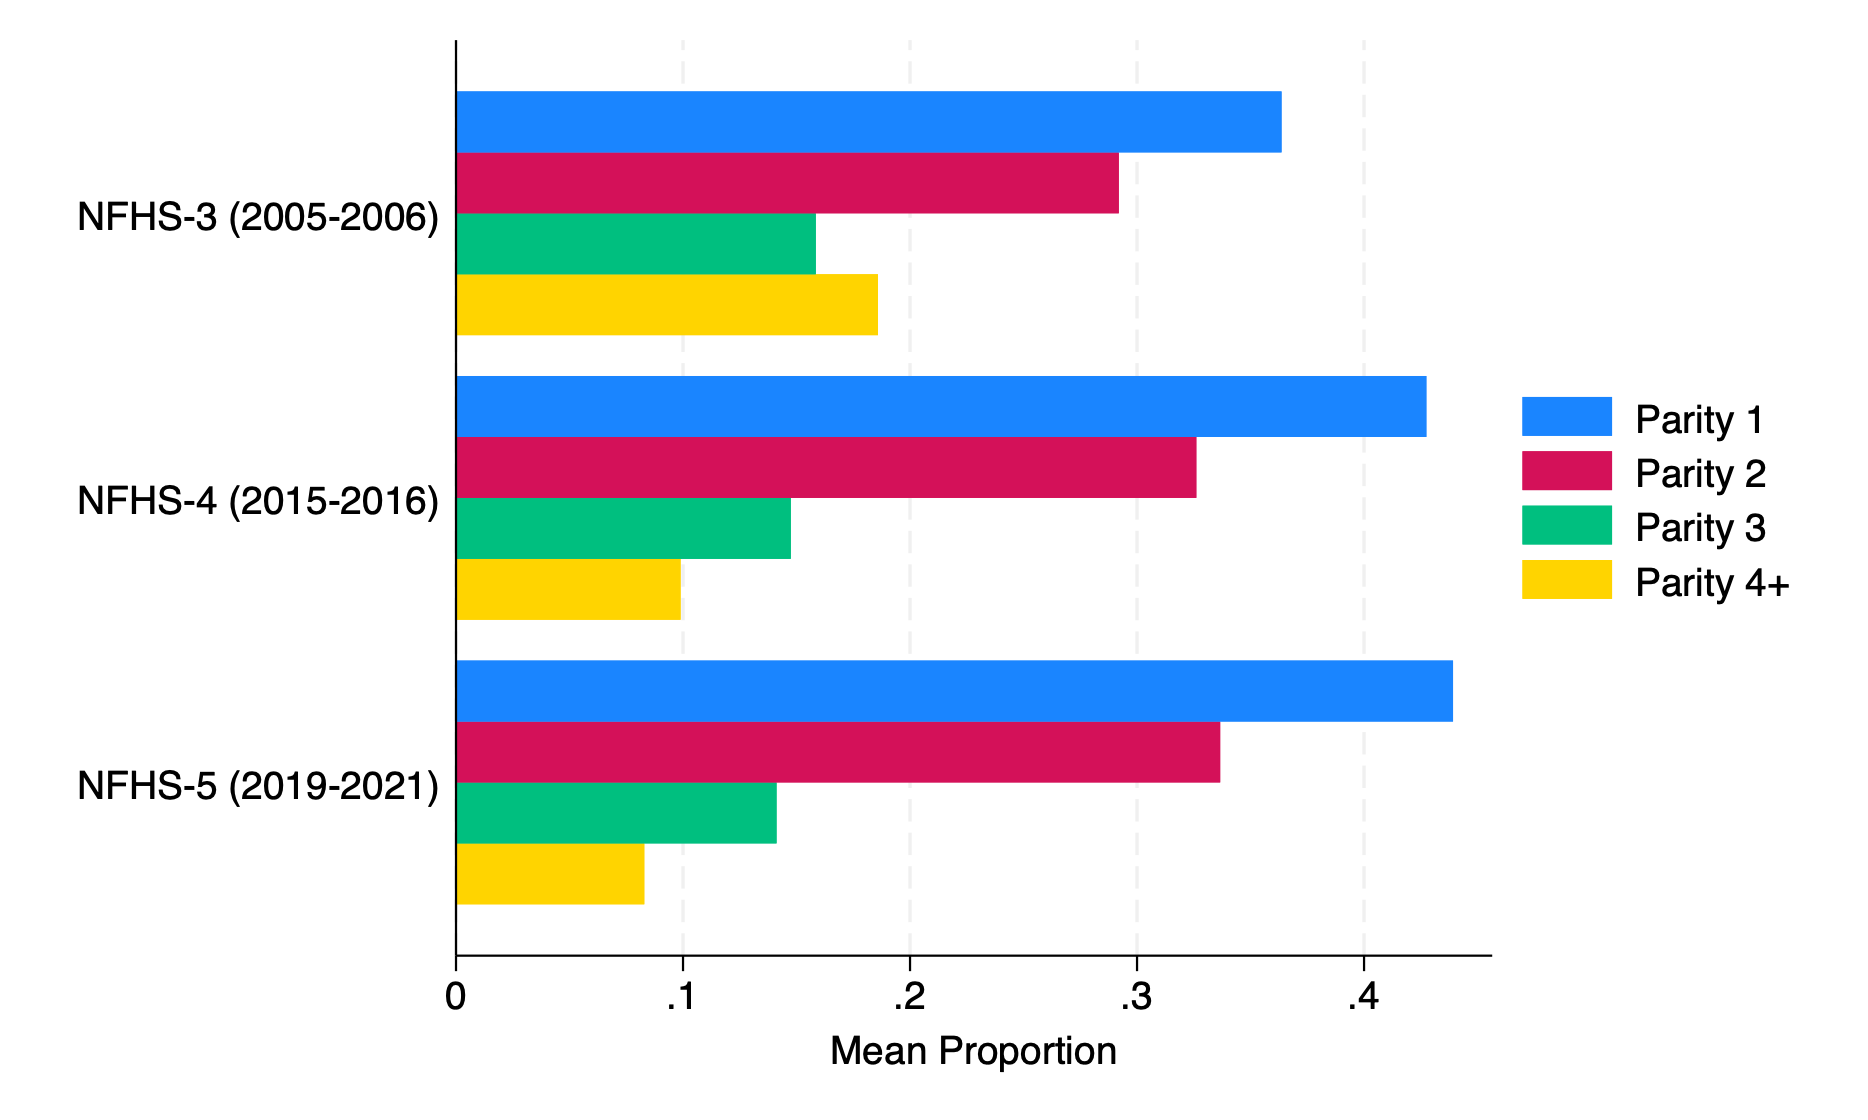 NFHS-3 (2005-2006)
NFHS-4 (2015-2016)
NFHS-5 (2019-2021)
Parity 1
Parity 2
Parity 3
Parity 4+
0 .1 .2 .3 .4
Mean Proportion